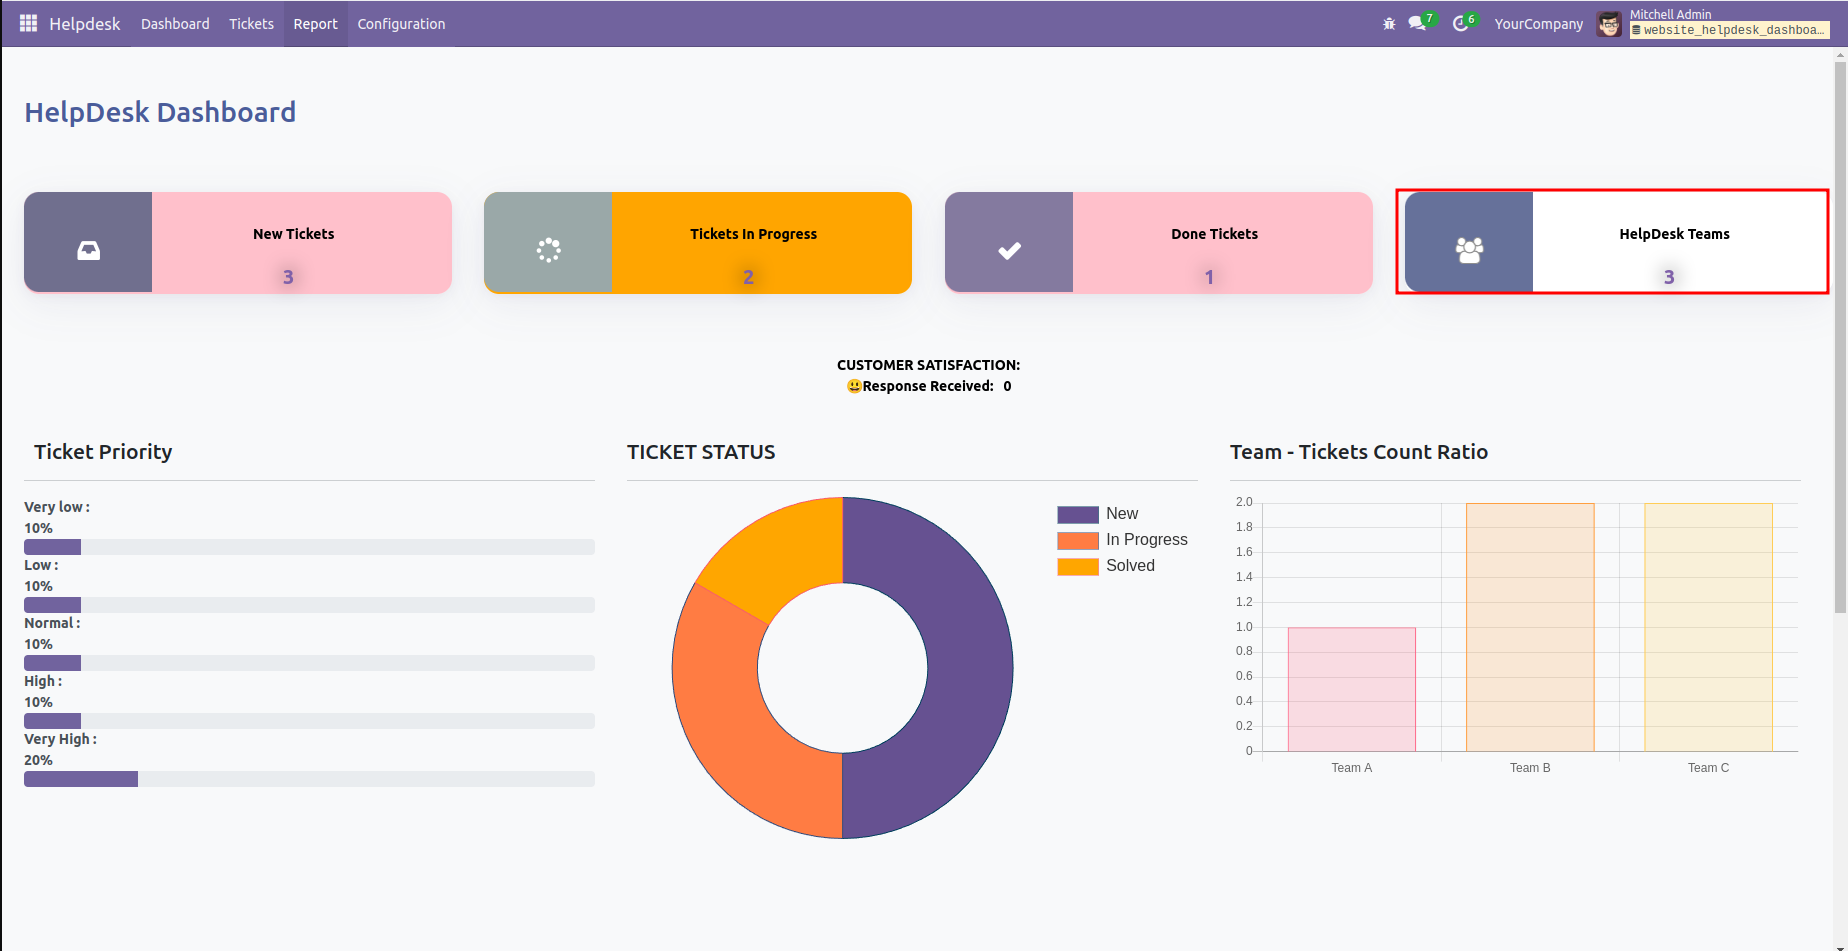 Helpdesk Dashboard Tickets Report Configuration 7 6 YourCompany Mitchell Admin
website_helpdesk_dashboa...
HelpDesk Dashboard
New Tickets
3
Tickets In Progress
2
Done Tickets
1
HelpDesk Teams
3
CUSTOMER SATISFACTION:
😃Response Received: 0
Ticket Priority
Very low :
10%
Low :
10%
Normal :
10%
High :
10%
Very High :
20%
TICKET STATUS
New
In Progress
Solved
Team - Tickets Count Ratio
2.0
1.8
1.6
1.4
1.2
1.0
0.8
0.6
0.4
0.2
0
Team A Team B Team C